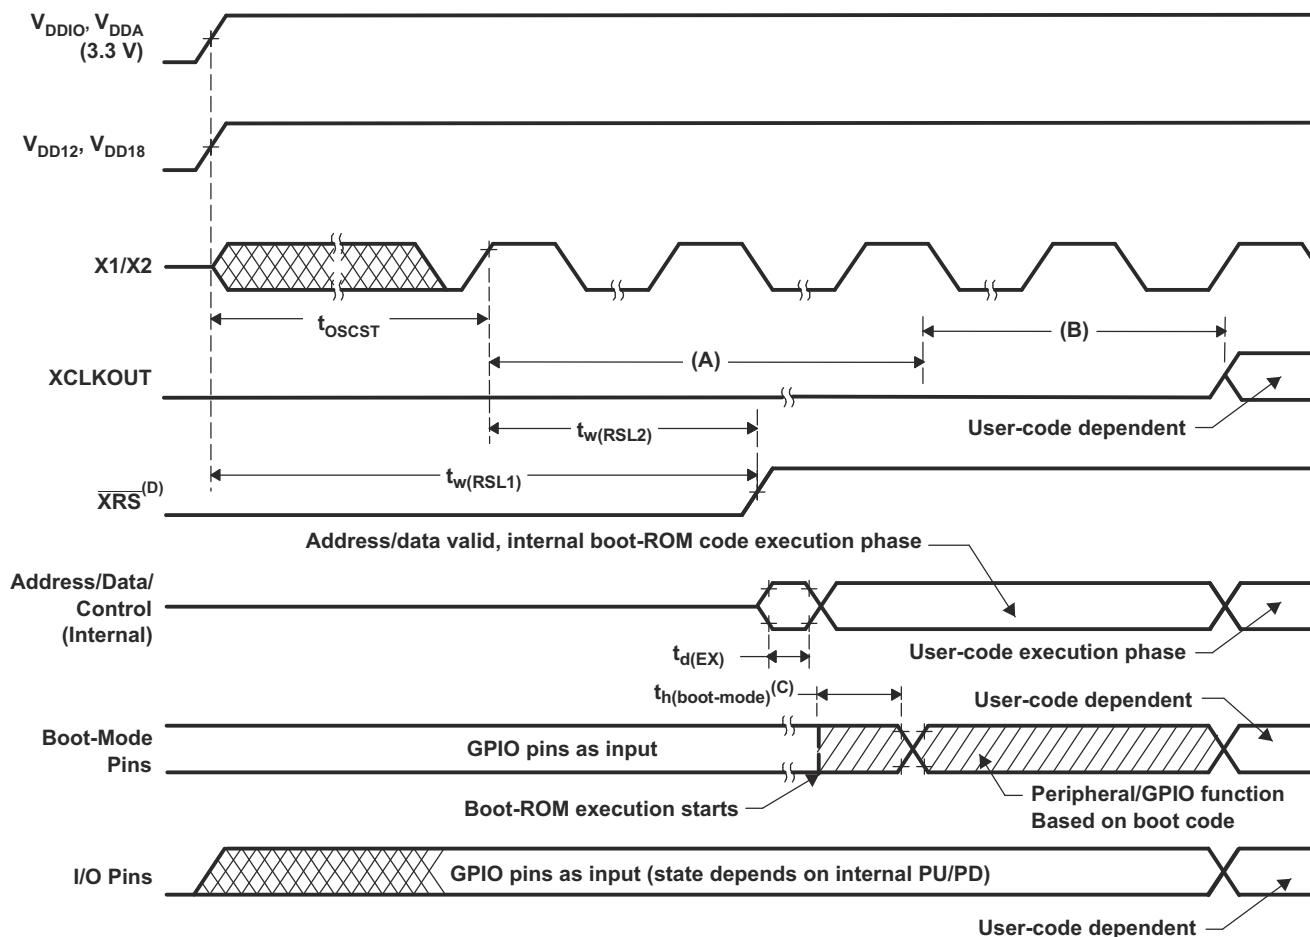 V_DDIO, V_DDA
(3.3 V)
V_DD12, V_DD18
X1/X2
t_OSCST
(B)
(A)
XCLKOUT
User-code dependent
t_w(RSL2)
t_w(RSL1)
XRS (D)
Address/data valid, internal boot-ROM code execution phase
Address/Data/
Control
(Internal)
t_d(EX)
User-code execution phase
t_h(boot-mode) (C)
User-code dependent
Boot-Mode
Pins
GPIO pins as input
Boot-ROM execution starts
Peripheral/GPIO function
Based on boot code
I/O Pins
GPIO pins as input (state depends on internal PU/PD)
User-code dependent